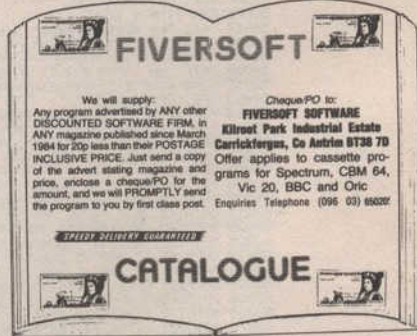 FIVERSOFT
We will supply:
Any program advertised by ANY other
DISCOUNTED SOFTWARE FIRM, in
ANY magazine published since March
1984 for 20p less than their POSTAGE
INCLUSIVE PRICE. Just send a copy
of the advert stating magazine and
price, enclose a cheque/PO for the
amount, and we will PROMPTLY send
the program to you by first class post.
SPEEDY DELIVERY GUARANTEED
Cheque/PO to:
FIVERSOFT SOFTWARE
Kilroot Park Industrial Estate
Carrickfergus, Co Antrim BT38 7D
Offer applies to cassette pro-
grams for Spectrum, CBM 64,
Vic 20, BBC and Oric
Enquiries Telephone (096 03)
CATALOGUE